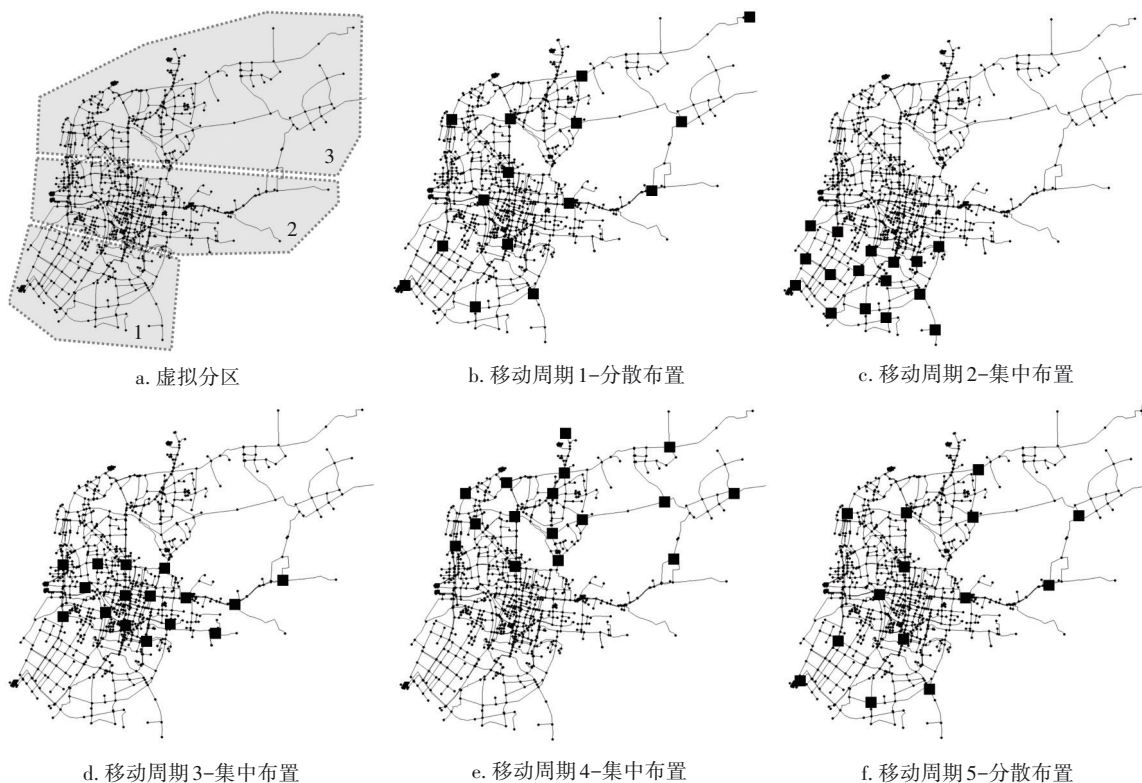 3
2
1
a. 虚拟分区
b. 移动周期1-分散布置
c. 移动周期2-集中布置
d. 移动周期3-集中布置
e. 移动周期4-集中布置
f. 移动周期5-分散布置